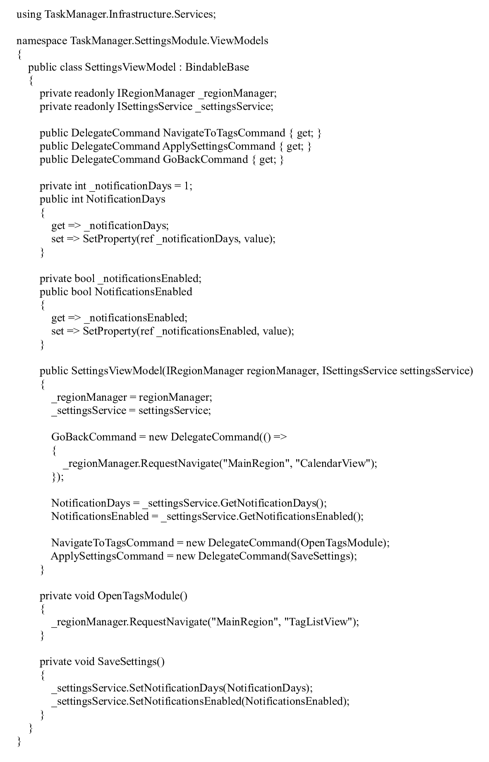 using TaskManager.Infrastructure.Services;

namespace TaskManager.SettingsModule.ViewModels
{
    public class SettingsViewModel : BindableBase
    {
        private readonly IRegionManager _regionManager;
        private readonly ISettingsService _settingsService;

        public DelegateCommand NavigateToTagsCommand { get; }
        public DelegateCommand ApplySettingsCommand { get; }
        public DelegateCommand GoBackCommand { get; }

        private int _notificationDays = 1;
        public int NotificationDays
        {
            get => _notificationDays;
            set => SetProperty(ref _notificationDays, value);
        }

        private bool _notificationsEnabled;
        public bool NotificationsEnabled
        {
            get => _notificationsEnabled;
            set => SetProperty(ref _notificationsEnabled, value);
        }

        public SettingsViewModel(IRegionManager regionManager, ISettingsService settingsService)
        {
            _regionManager = regionManager;
            _settingsService = settingsService;

            GoBackCommand = new DelegateCommand(() =>
            {
                _regionManager.RequestNavigate("MainRegion", "CalendarView");
            });

            NotificationDays = _settingsService.GetNotificationDays();
            NotificationsEnabled = _settingsService.GetNotificationsEnabled();

            NavigateToTagsCommand = new DelegateCommand(OpenTagsModule);
            ApplySettingsCommand = new DelegateCommand(SaveSettings);
        }

        private void OpenTagsModule()
        {
            _regionManager.RequestNavigate("MainRegion", "TagListView");
        }

        private void SaveSettings()
        {
            _settingsService.SetNotificationDays(NotificationDays);
            _settingsService.SetNotificationsEnabled(NotificationsEnabled);
        }
    }
}